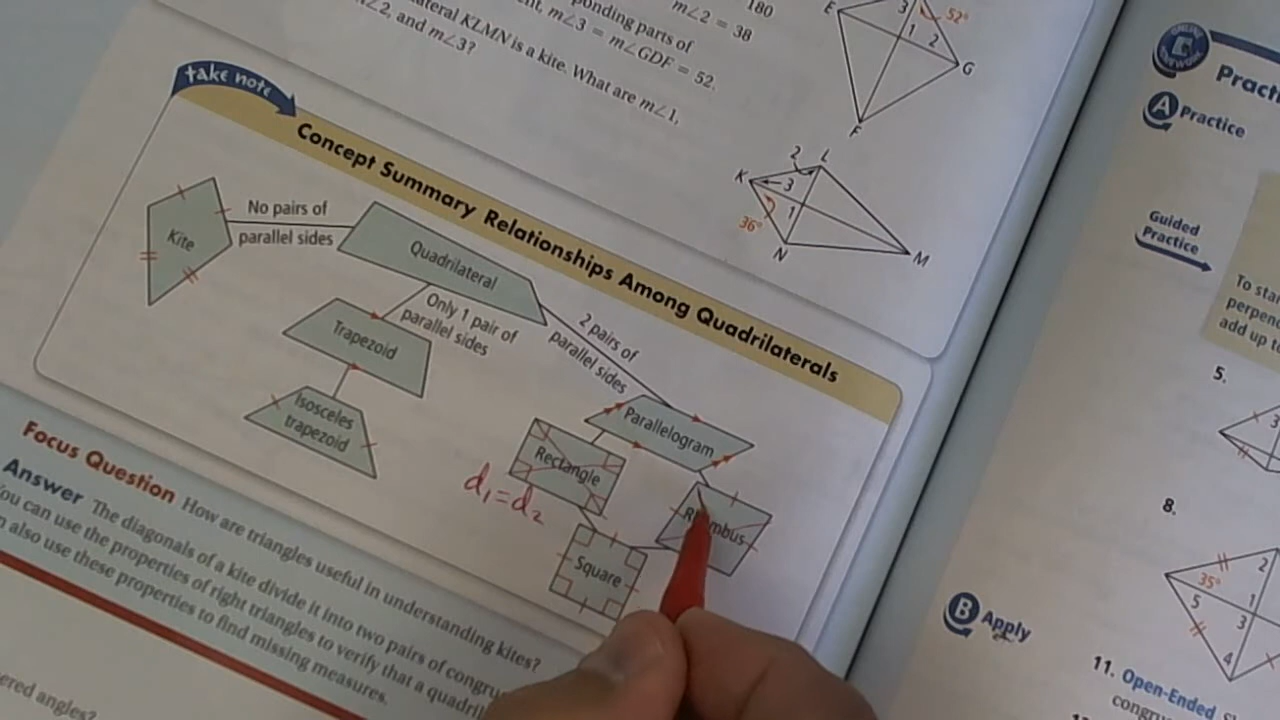 ponding parts of
m∠2 = 38
180
m∠3 = m∠GDF = 52.
lateral KLMN is a kite. What are m∠1,
∠2, and m∠3?
E
3
52°
1
2
G
F
take note
Concept Summary Relationships Among Quadrilaterals
2
L
K
3
36°
1
N
M
Kite
No pairs of
parallel sides
Quadrilateral
Only 1 pair of
parallel sides
2 pairs of
parallel sides
Trapezoid
Isosceles
trapezoid
Parallelogram
Rectangle
d₁=d₂
Square
Focus Question How are triangles useful in understanding kites?
Answer The diagonals of a kite divide it into two pairs of congru
You can use the properties of right triangles to verify that a quadril
also use these properties to find missing measures.
ered angles?
A Practice
Guided
Practice
To sta
perpen
add up to
5.
3
8.
35°
2
5
1
3
4
B Apply
11. Open-Ended
congru